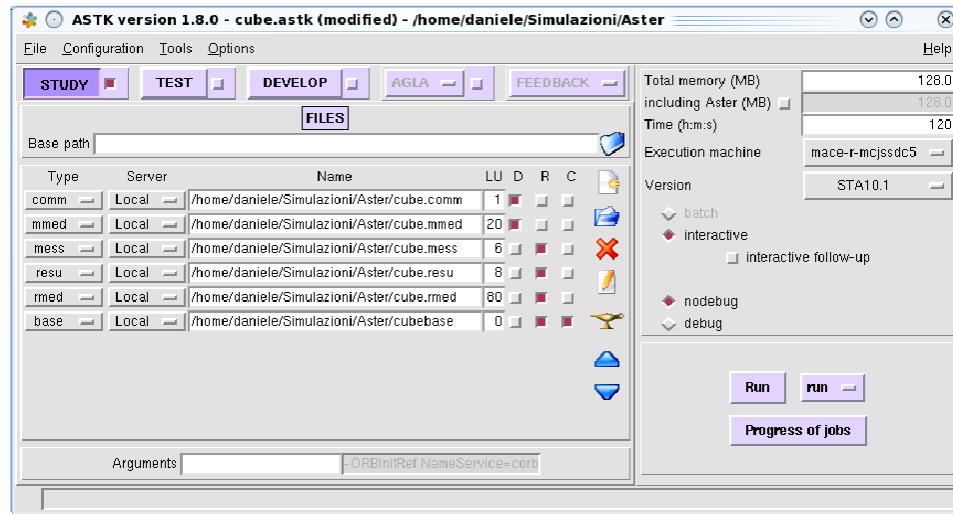 ASTK version 1.8.0 - cube.astk (modified) - /home/daniele/Simulazioni/Aster
File Configuration Tools Options Help
STUDY TEST DEVELOP AGLA FEEDBACK
FILES
Base path
Type Server Name LU D R C
comm Local /home/daniele/Simulazioni/Aster/cube.comm 1
mmed Local /home/daniele/Simulazioni/Aster/cube.mmed 20
mess Local /home/daniele/Simulazioni/Aster/cube.mess 6
resu Local /home/daniele/Simulazioni/Aster/cube.resu 8
rmed Local /home/daniele/Simulazioni/Aster/cube.rmed 80
base Local /home/daniele/Simulazioni/Aster/cubebase 0
Arguments -ORBInitRef NameService=corb
Total memory (MB) 128.0
including Aster (MB) 128.0
Time (h:m:s) 120
Execution machine mace-r-mcjssdc5
Version STA10.1
batch
interactive
interactive follow-up
nodebug
debug
Run run
Progress of jobs